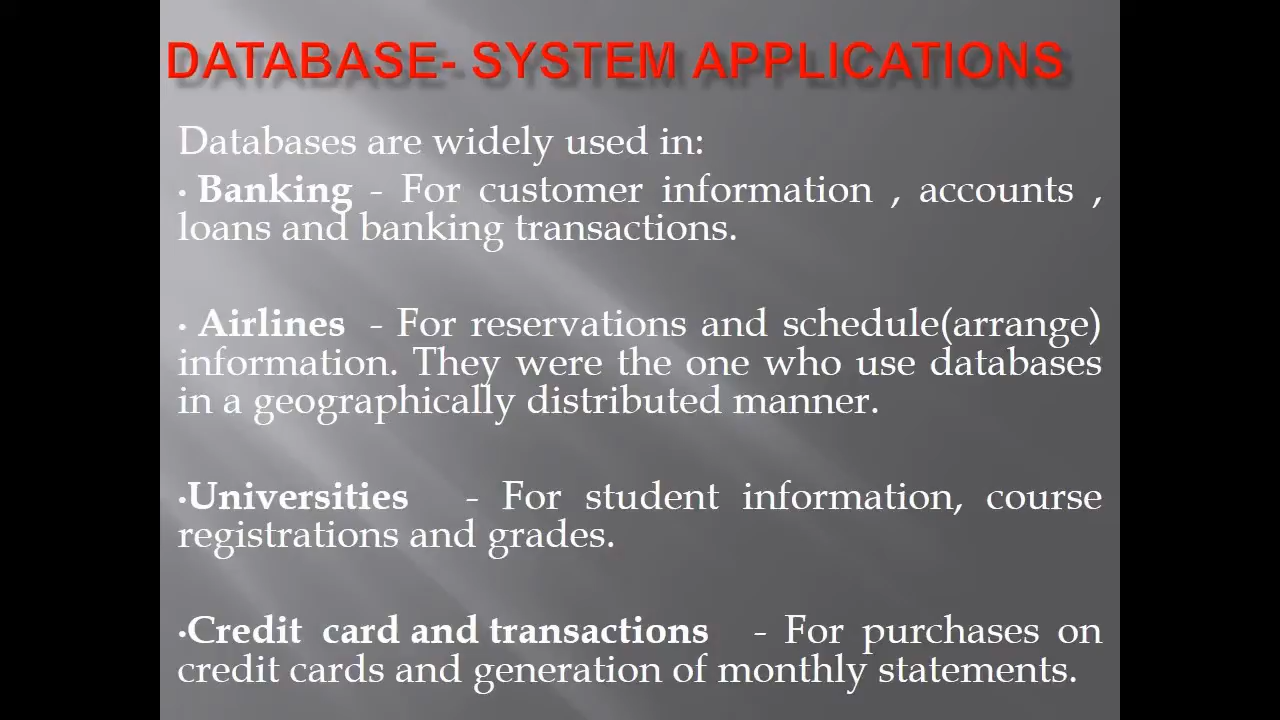 DATABASE- SYSTEM APPLICATIONS
Databases are widely used in:
• Banking - For customer information , accounts ,
loans and banking transactions.
• Airlines - For reservations and schedule(arrange)
information. They were the one who use databases
in a geographically distributed manner.
•Universities - For student information, course
registrations and grades.
•Credit card and transactions - For purchases on
credit cards and generation of monthly statements.